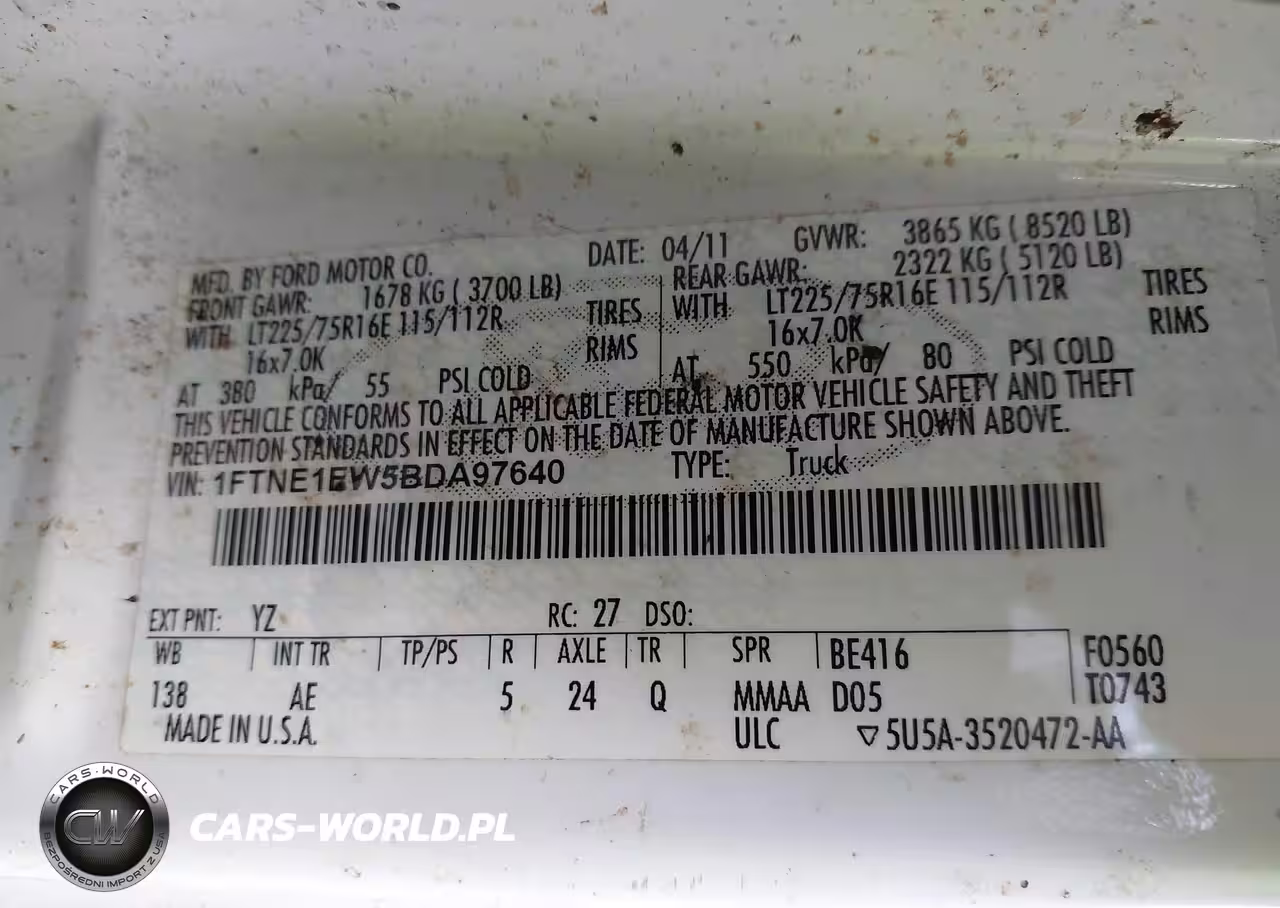 MFD. BY FORD MOTOR CO. DATE: 04/11 GVWR: 3865 KG ( 8520 LB)
FRONT GAWR: 1678 KG ( 3700 LB) REAR GAWR: 2322 KG ( 5120 LB)
WITH LT225/75R16E 115/112R TIRES WITH LT225/75R16E 115/112R TIRES
16x7.0K RIMS 16x7.0K RIMS
AT 380 kPa/ 55 PSI COLD AT 550 kPa/ 80 PSI COLD
THIS VEHICLE CONFORMS TO ALL APPLICABLE FEDERAL MOTOR VEHICLE SAFETY AND THEFT
PREVENTION STANDARDS IN EFFECT ON THE DATE OF MANUFACTURE SHOWN ABOVE.
VIN: 1FTNE1EW5BDA97640 TYPE: Truck
EXT PNT: YZ RC: 27 DSO:
WB INT TR TP/PS R AXLE TR SPR BE416 F0560
138 AE 5 24 Q MMAA D05 T0743
MADE IN U.S.A. ULC ▽ 5U5A-3520472-AA
CARS-WORLD
CW
BEZPOŚREDNI IMPORT Z USA
CARS-WORLD.PL